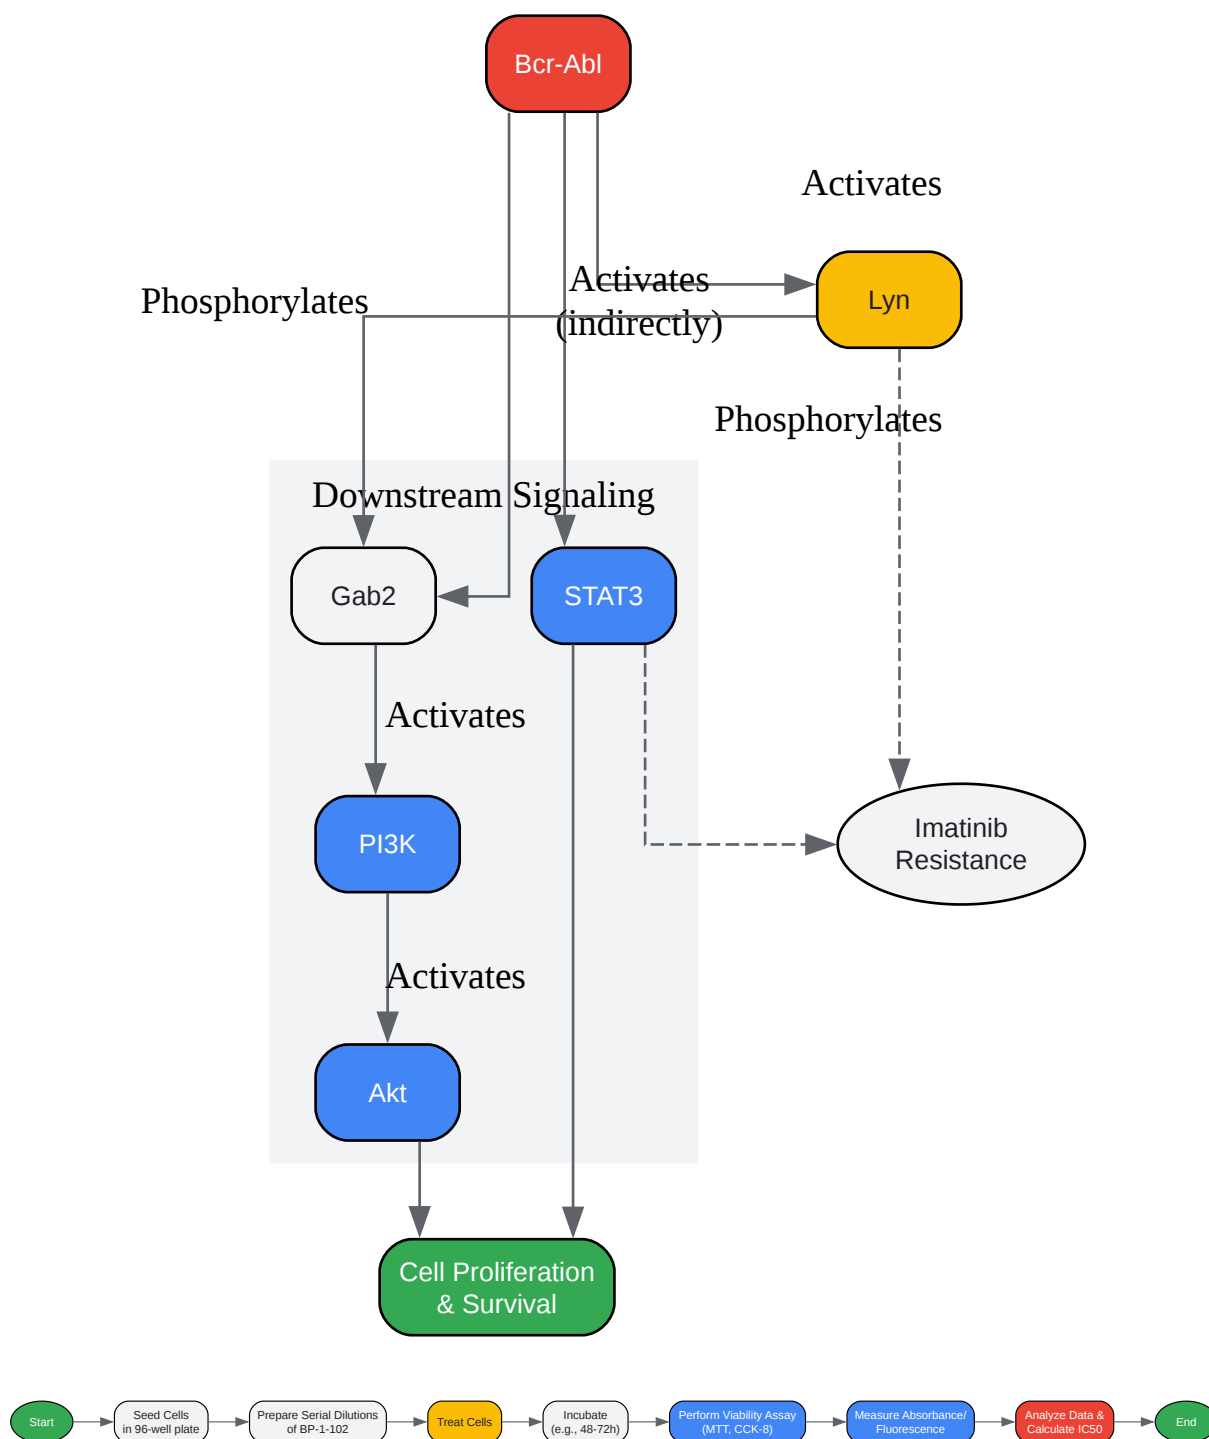 Bcr-Abl
Activates
Lyn
Activates
(indirectly)
Phosphorylates
Phosphorylates
Downstream Signaling
Gab2
STAT3
Activates
PI3K
Imatinib
Resistance
Activates
Akt
Cell Proliferation
& Survival
Start
Seed Cells
in 96-well plate
Prepare Serial Dilutions
of BP-1-102
Treat Cells
Incubate
(e.g., 48-72h)
Perform Viability Assay
(MTT, CCK-8)
Measure Absorbance/
Fluorescence
Analyze Data &
Calculate IC50
End